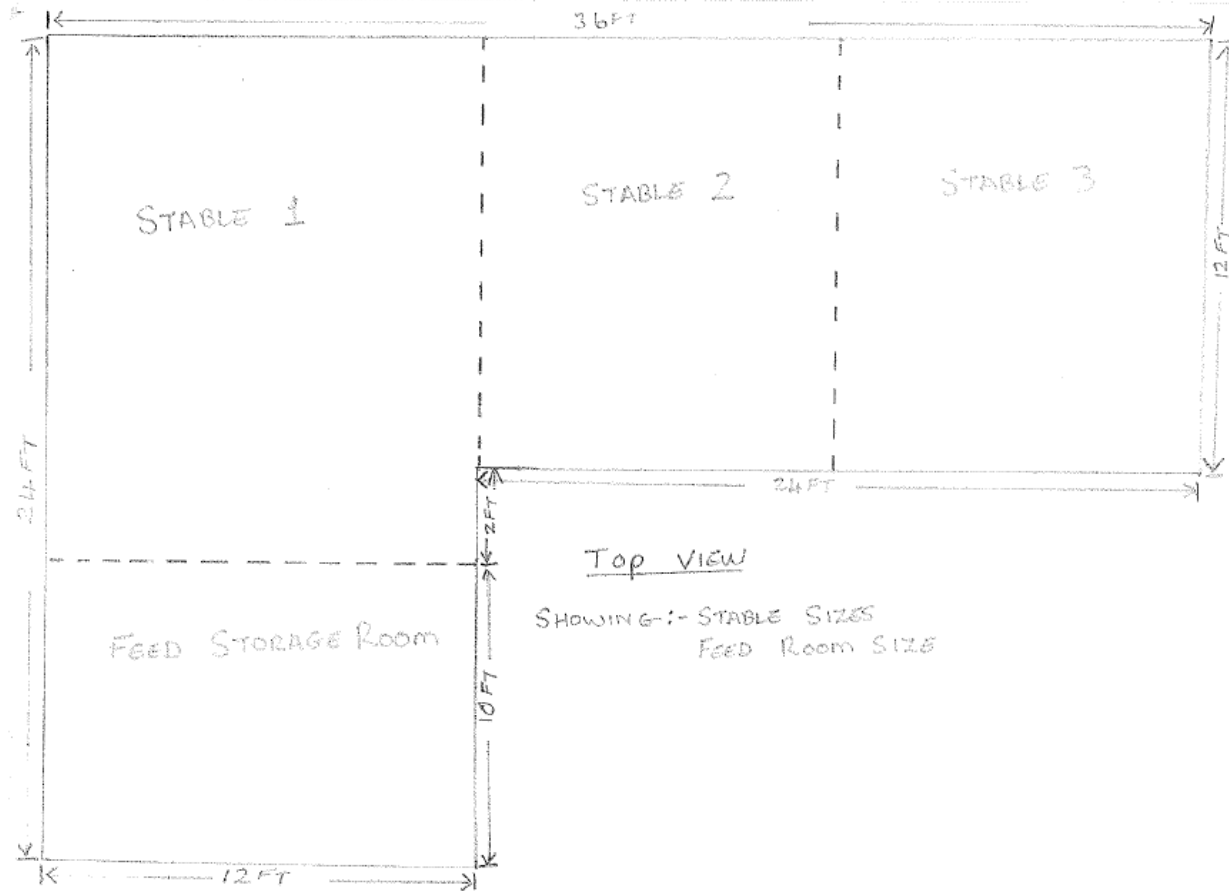 36FT
STABLE 1
STABLE 2
STABLE 3
12FT
24FT
24FT
2FT
TOP VIEW
SHOWING:- STABLE SIZES
FEED ROOM SIZE
FEED STORAGE ROOM
10FT
12FT